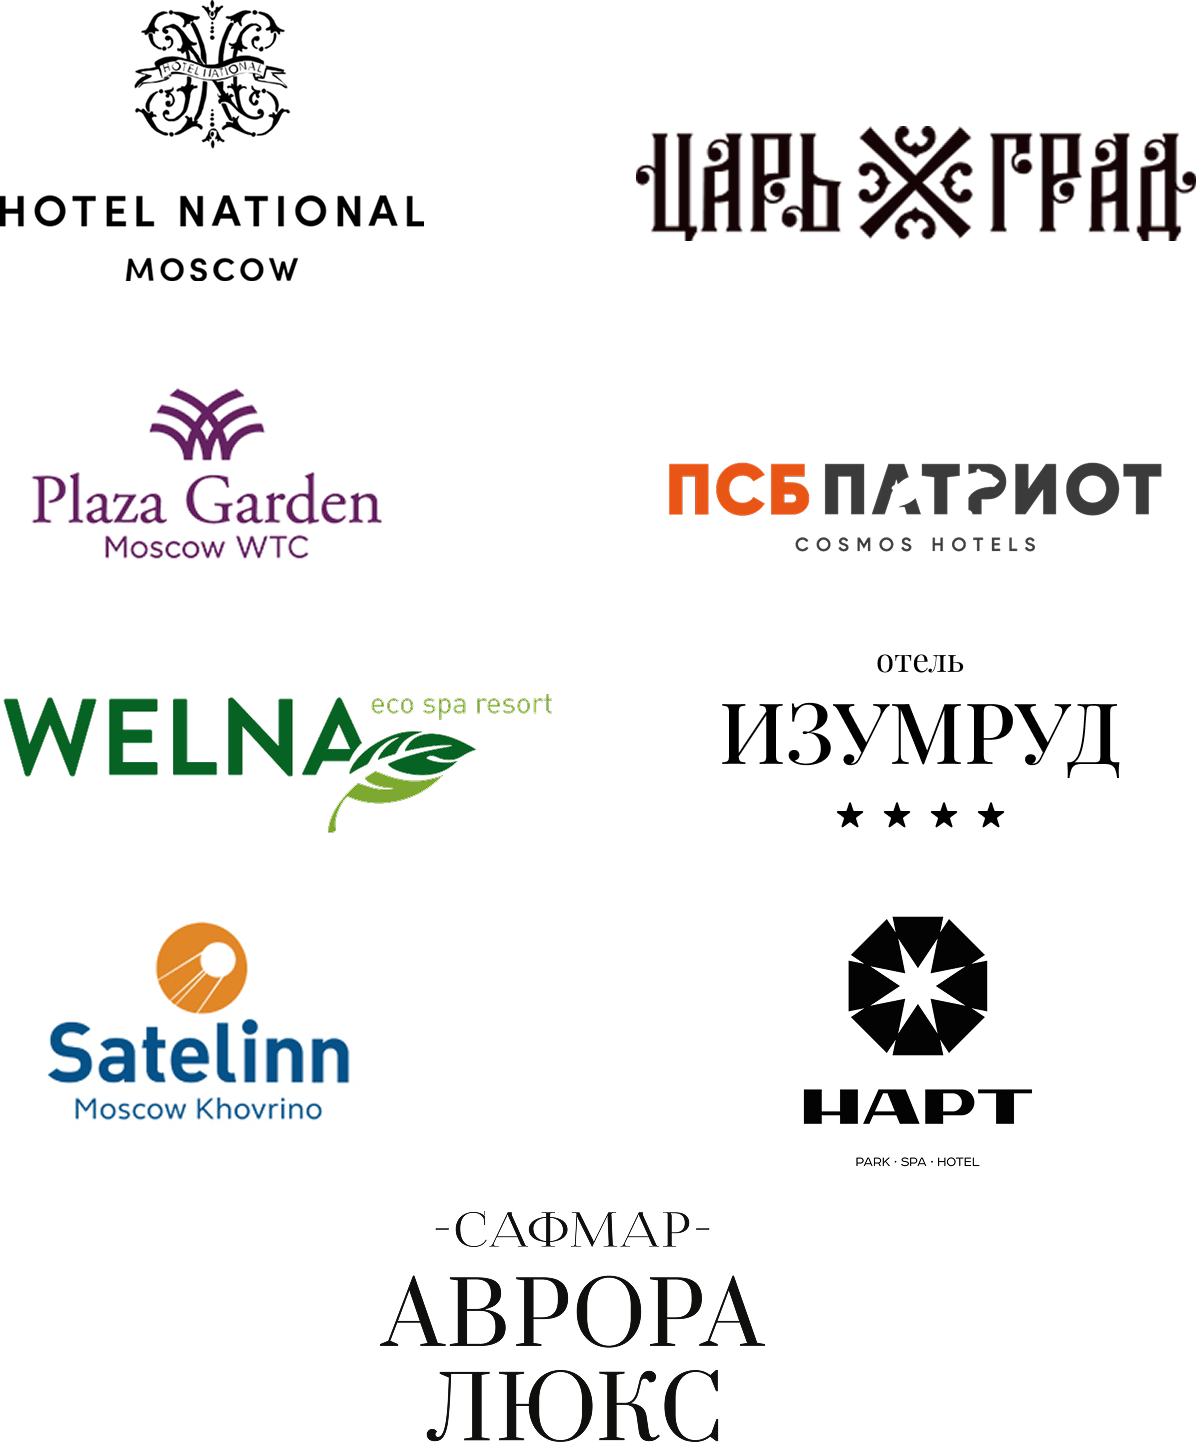 HOTEL NATIONAL
HOTEL NATIONAL
MOSCOW
ЦАРЬ ГРАД
Plaza Garden
Moscow WTC
ПСБ ПАТРИОТ
COSMOS HOTELS
WELNA eco spa resort
отель
ИЗУМРУД
Satelinn
Moscow Khovrino
НАРТ
PARK · SPA · HOTEL
-САФМАР-
АВРОРА
ЛЮКС